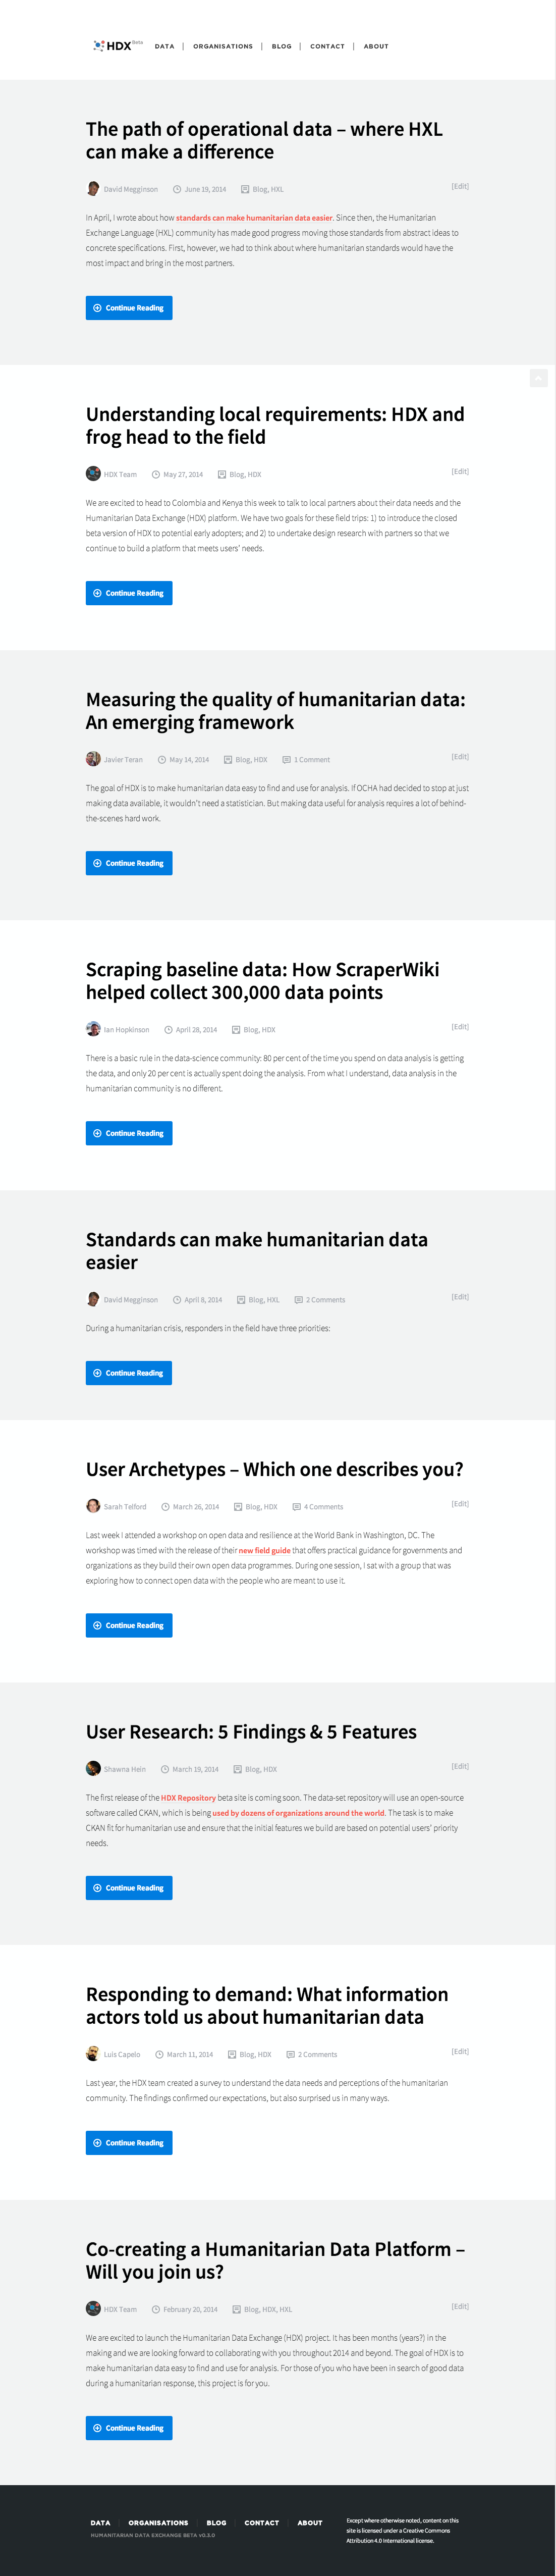 HDX Beta DATA | ORGANISATIONS | BLOG | CONTACT | ABOUT
The path of operational data – where HXL
can make a difference
David Megginson June 19, 2014 Blog, HXL [Edit]
In April, I wrote about how standards can make humanitarian data easier. Since then, the Humanitarian
Exchange Language (HXL) community has made good progress moving those standards from abstract ideas to
concrete specifications. First, however, we had to think about where humanitarian standards would have the
most impact and bring in the most partners.
Continue Reading
Understanding local requirements: HDX and
frog head to the field
HDX Team May 27, 2014 Blog, HDX [Edit]
We are excited to head to Colombia and Kenya this week to talk to local partners about their data needs and the
Humanitarian Data Exchange (HDX) platform. We have two goals for these field trips: 1) to introduce the closed
beta version of HDX to potential early adopters; and 2) to undertake design research with partners so that we
continue to build a platform that meets users' needs.
Continue Reading
Measuring the quality of humanitarian data:
An emerging framework
Javier Teran May 14, 2014 Blog, HDX 1 Comment [Edit]
The goal of HDX is to make humanitarian data easy to find and use for analysis. If OCHA had decided to stop at just
making data available, it wouldn't need a statistician. But making data useful for analysis requires a lot of behind-
the-scenes hard work.
Continue Reading
Scraping baseline data: How ScraperWiki
helped collect 300,000 data points
Ian Hopkinson April 28, 2014 Blog, HDX [Edit]
There is a basic rule in the data-science community: 80 per cent of the time you spend on data analysis is getting
the data, and only 20 per cent is actually spent doing the analysis. From what I understand, data analysis in the
humanitarian community is no different.
Continue Reading
Standards can make humanitarian data
easier
David Megginson April 8, 2014 Blog, HXL 2 Comments [Edit]
During a humanitarian crisis, responders in the field have three priorities:
Continue Reading
User Archetypes – Which one describes you?
Sarah Telford March 26, 2014 Blog, HDX 4 Comments [Edit]
Last week I attended a workshop on open data and resilience at the World Bank in Washington, DC. The
workshop was timed with the release of their new field guide that offers practical guidance for governments and
organizations as they build their own open data programmes. During one session, I sat with a group that was
exploring how to connect open data with the people who are meant to use it.
Continue Reading
User Research: 5 Findings & 5 Features
Shawna Hein March 19, 2014 Blog, HDX [Edit]
The first release of the HDX Repository beta site is coming soon. The data-set repository will use an open-source
software called CKAN, which is being used by dozens of organizations around the world. The task is to make
CKAN fit for humanitarian use and ensure that the initial features we build are based on potential users' priority
needs.
Continue Reading
Responding to demand: What information
actors told us about humanitarian data
Luis Capelo March 11, 2014 Blog, HDX 2 Comments [Edit]
Last year, the HDX team created a survey to understand the data needs and perceptions of the humanitarian
community. The findings confirmed our expectations, but also surprised us in many ways.
Continue Reading
Co-creating a Humanitarian Data Platform –
Will you join us?
HDX Team February 20, 2014 Blog, HDX, HXL [Edit]
We are excited to launch the Humanitarian Data Exchange (HDX) project. It has been months (years?) in the
making and we are looking forward to collaborating with you throughout 2014 and beyond. The goal of HDX is to
make humanitarian data easy to find and use for analysis. For those of you who have been in search of good data
during a humanitarian response, this project is for you.
Continue Reading
DATA ORGANISATIONS BLOG CONTACT ABOUT
HUMANITARIAN DATA EXCHANGE BETA v0.3.0
Except where otherwise noted, content on this
site is licensed under a Creative Commons
Attribution 4.0 International license.